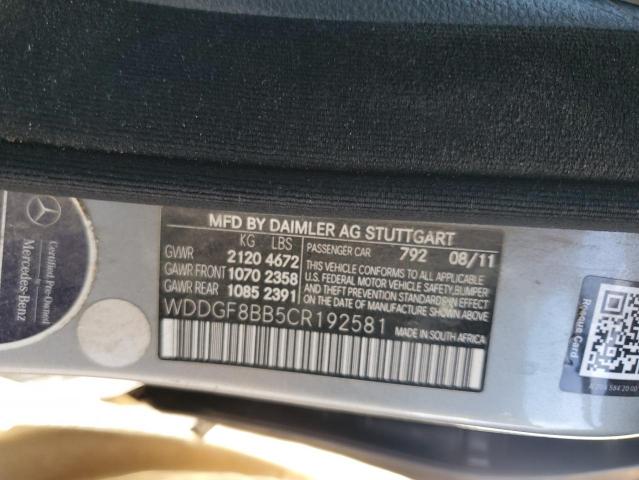 MFD BY DAIMLER AG STUTTGART
KG LBS
GVWR 2120 4672
GAWR FRONT 1070 2358
GAWR REAR 1085 2391
PASSENGER CAR 792 08/11
THIS VEHICLE CONFORMS TO ALL APPLICABLE
U.S. FEDERAL MOTOR VEHICLE SAFETY,BUMPER
AND THEFT PREVENTION STANDARDS IN EFFECT
ON THE DATE OF MANUFACTURE SHOWN ABOVE
WDDGF8BB5CR192581
MADE IN SOUTH AFRICA
Certified Pre-Owned
Mercedes-Benz
Rescue Card